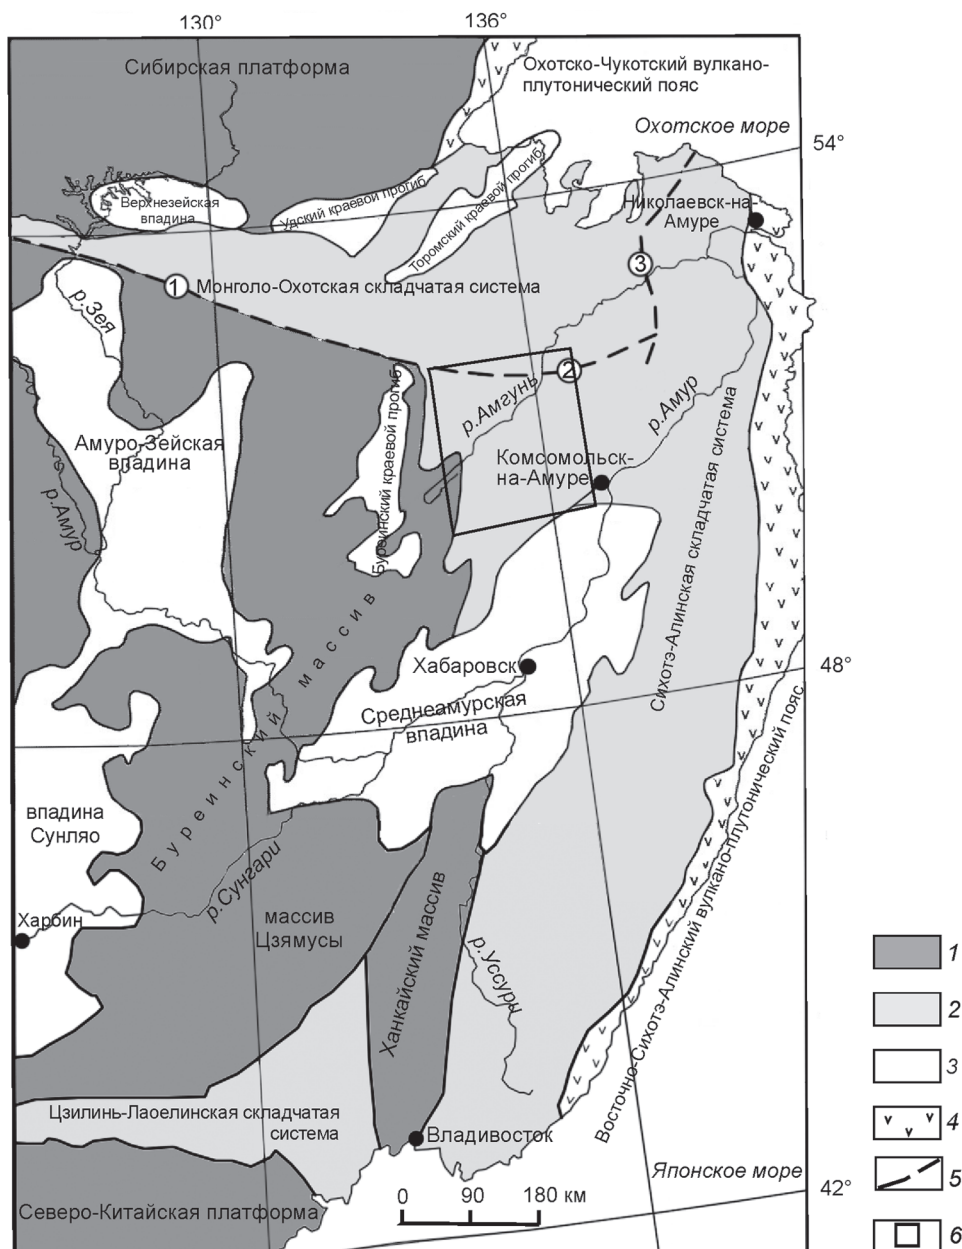 130°
136°
Сибирская платформа
Охотско-Чукотский вулкано-
плутонический пояс
Охотское море
54°
Верхнезейская
впадина
Удский краевой прогиб
Торомский краевой прогиб
Николаевск-на-
Амуре
3
1
Монголо-Охотская складчатая система
р.Зея
2
р.Амгунь
р.Амур
Буреинский краевой прогиб
Амуро-Зейская
впадина
Комсомольск-
на-Амуре
р.Амур
Сихотэ-Алинская складчатая система
Буреинский массив
Хабаровск
48°
Среднеамурская
впадина
впадина
Сунляо
р.Сунгари
Харбин
массив
Цзямусы
Ханкайский массив
р.Уссури
Восточно-Сихотэ-Алинский вулкано-плутонический пояс
Цзилинь-Лаоелинская складчатая
система
Владивосток
Японское море
42°
Северо-Китайская платформа
0 90 180 км
1
2
3
4
5
6